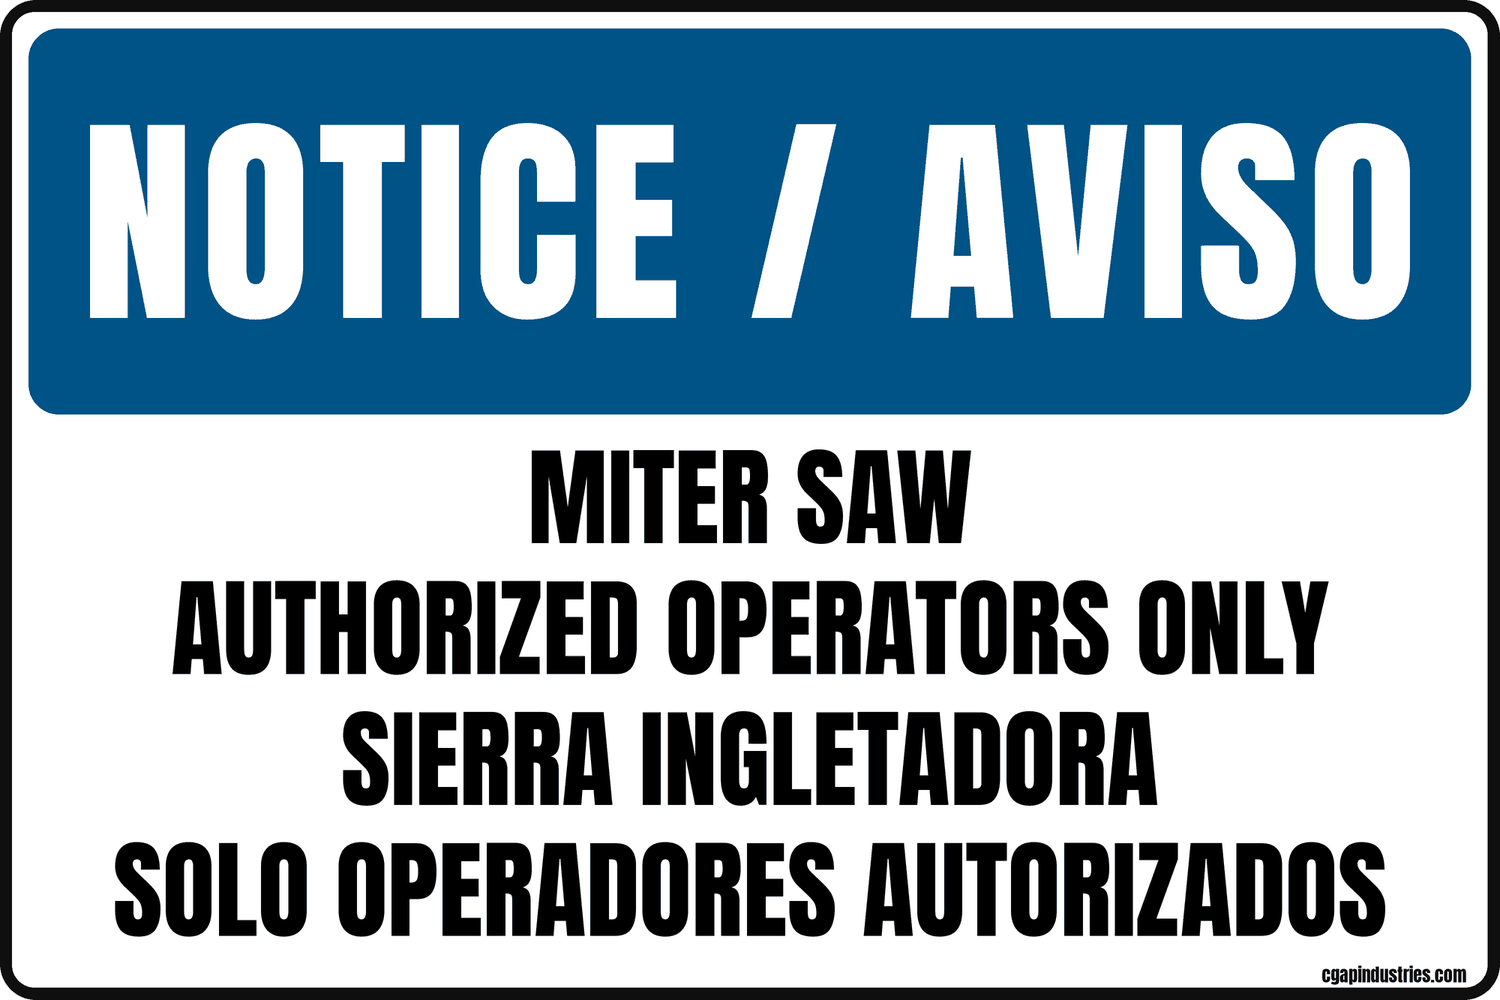 NOTICE / AVISO
MITER SAW
AUTHORIZED OPERATORS ONLY
SIERRA INGLETADORA
SOLO OPERADORES AUTORIZADOS
cgapindustries.com